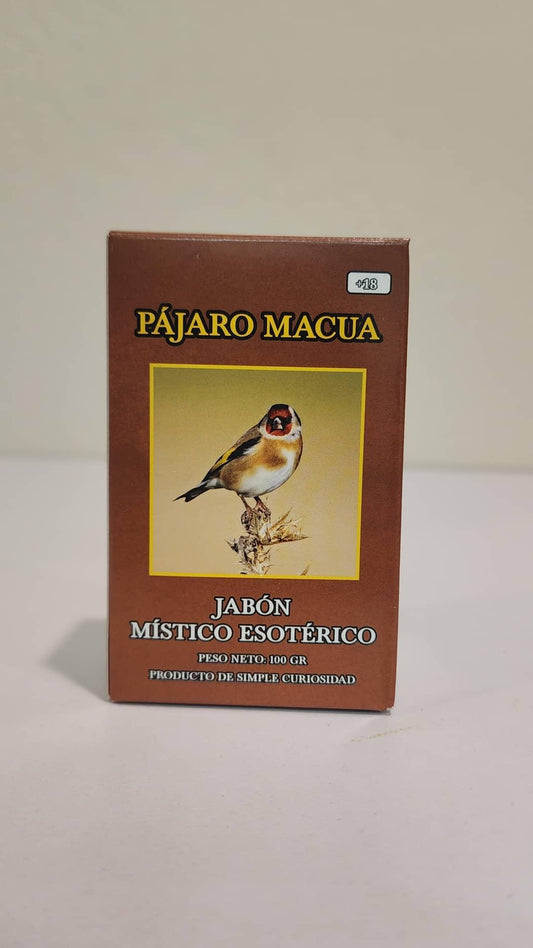 +18
PÁJARO MACUA
JABÓN
MÍSTICO ESOTÉRICO
PESO NETO: 100 GR
PRODUCTO DE SIMPLE CURIOSIDAD